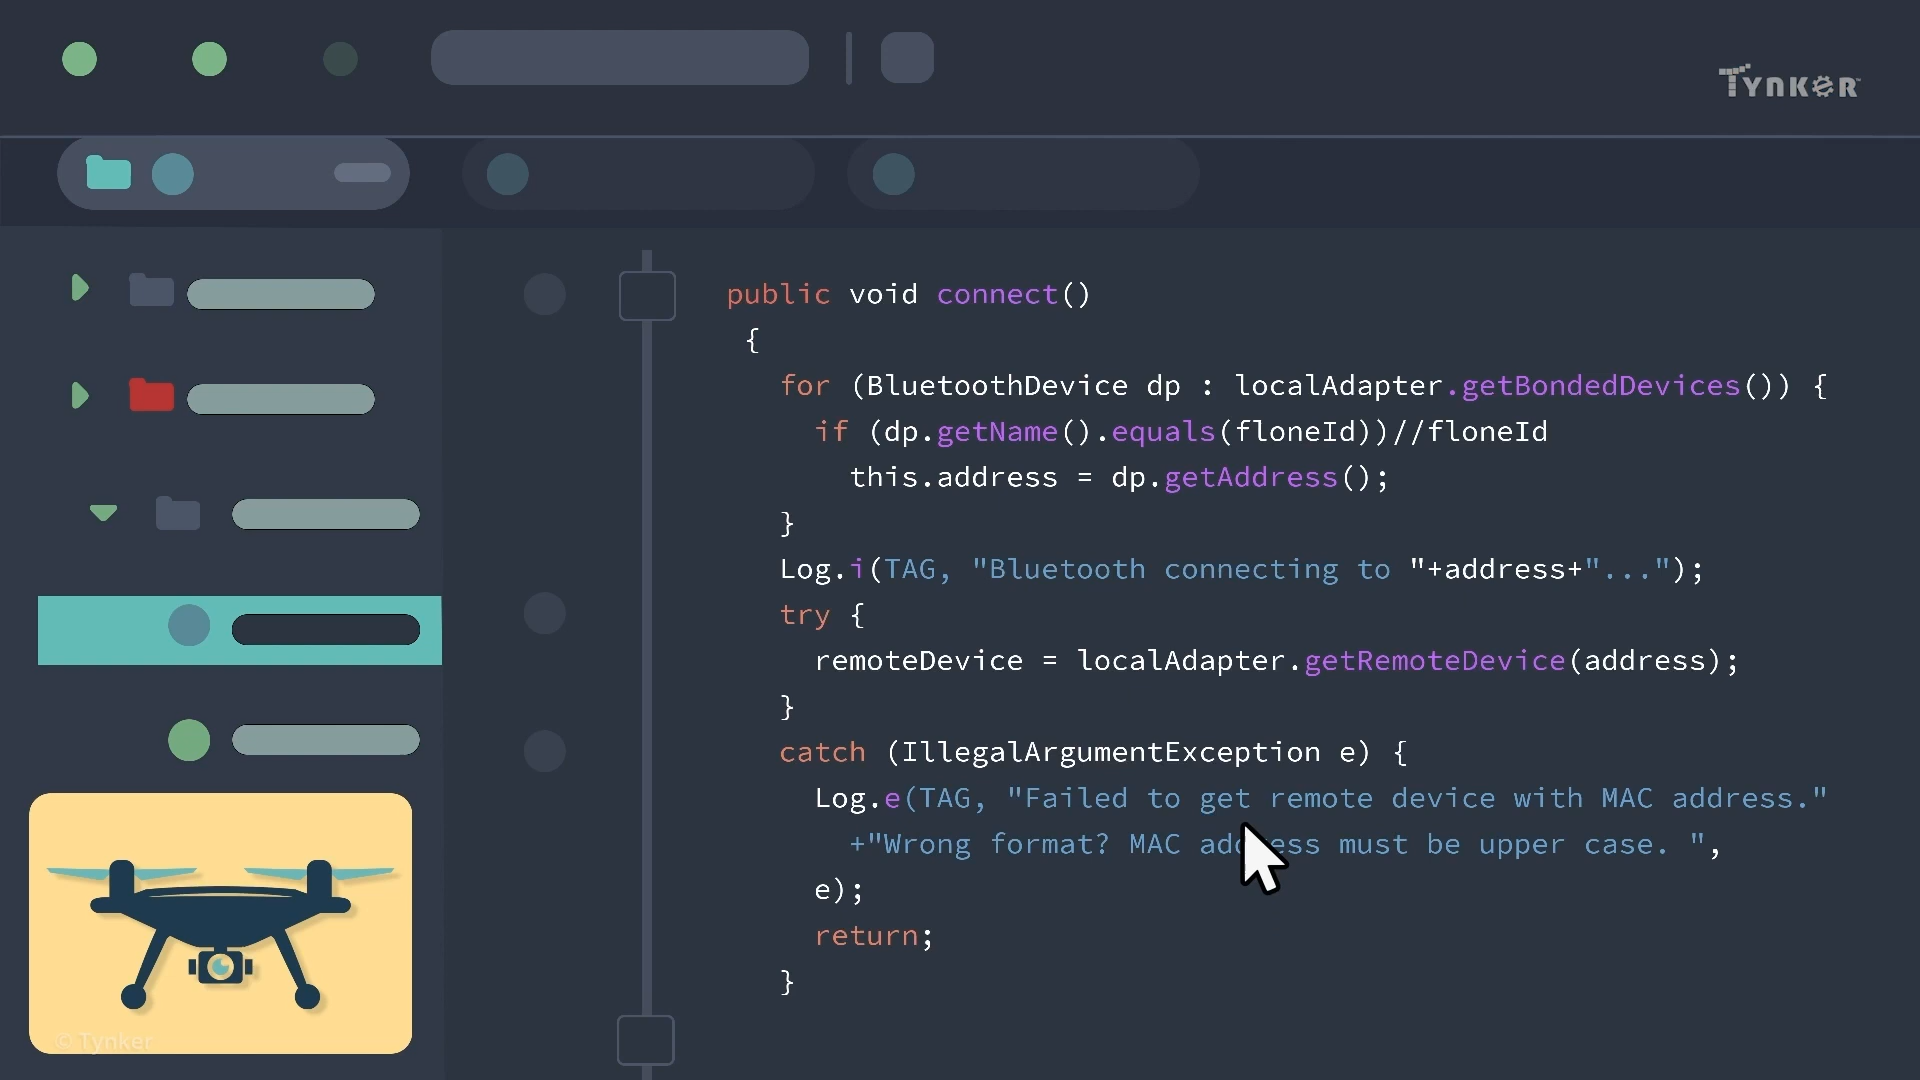 TYNKER
public void connect()
{
for (BluetoothDevice dp : localAdapter.getBondedDevices()) {
if (dp.getName().equals(floneId))//floneId
this.address = dp.getAddress();
}
Log.i(TAG, "Bluetooth connecting to "+address+"...");
try {
remoteDevice = localAdapter.getRemoteDevice(address);
}
catch (IllegalArgumentException e) {
Log.e(TAG, "Failed to get remote device with MAC address."
+"Wrong format? MAC address must be upper case. ",
e);
return;
}
© Tynker